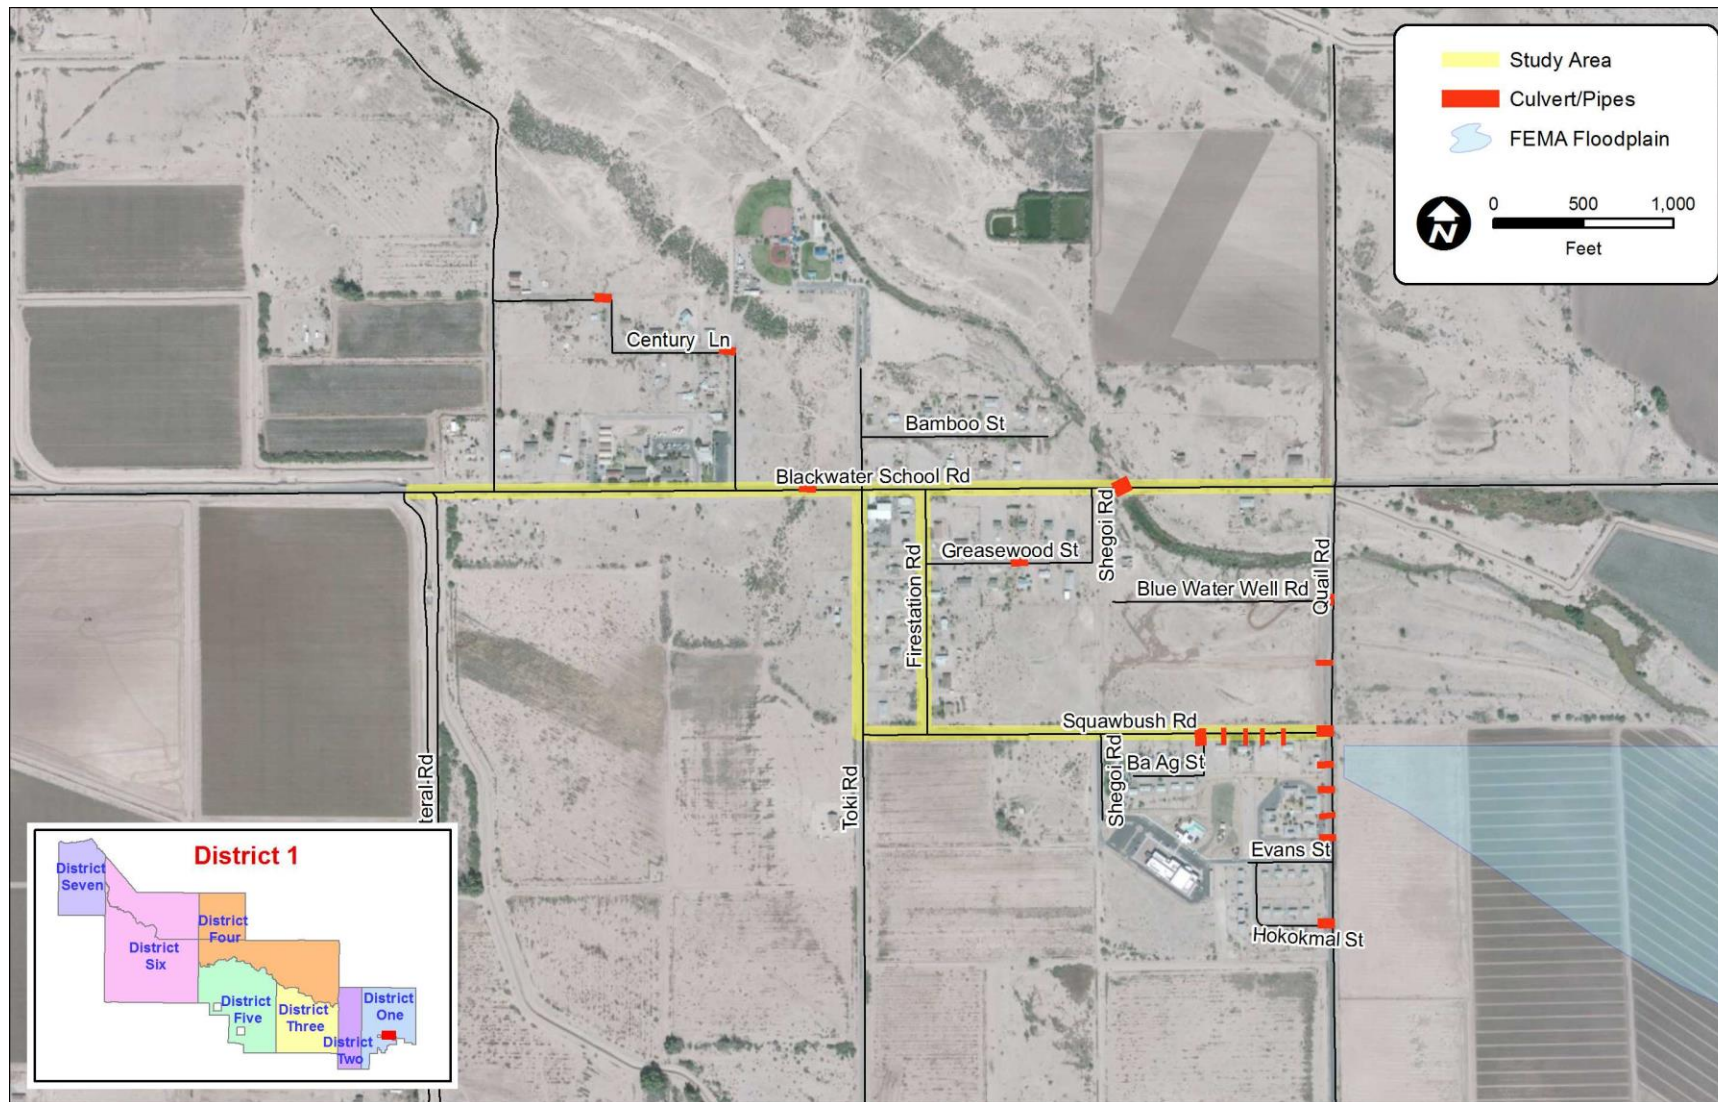 Study Area
Culvert/Pipes
FEMA Floodplain
N
0 500 1,000
Feet
Century Ln
Bamboo St
Blackwater School Rd
Shegoi Rd
Greasewood St
Firestation Rd
Blue Water Well Rd
Quail Rd
Squawbush Rd
Shegoi Rd
Ba Ag St
Toki Rd
teral Rd
Evans St
Hokokmal St
District 1
District
Seven
District
Four
District
Six
District
Five
District
Three
District
Two
District
One